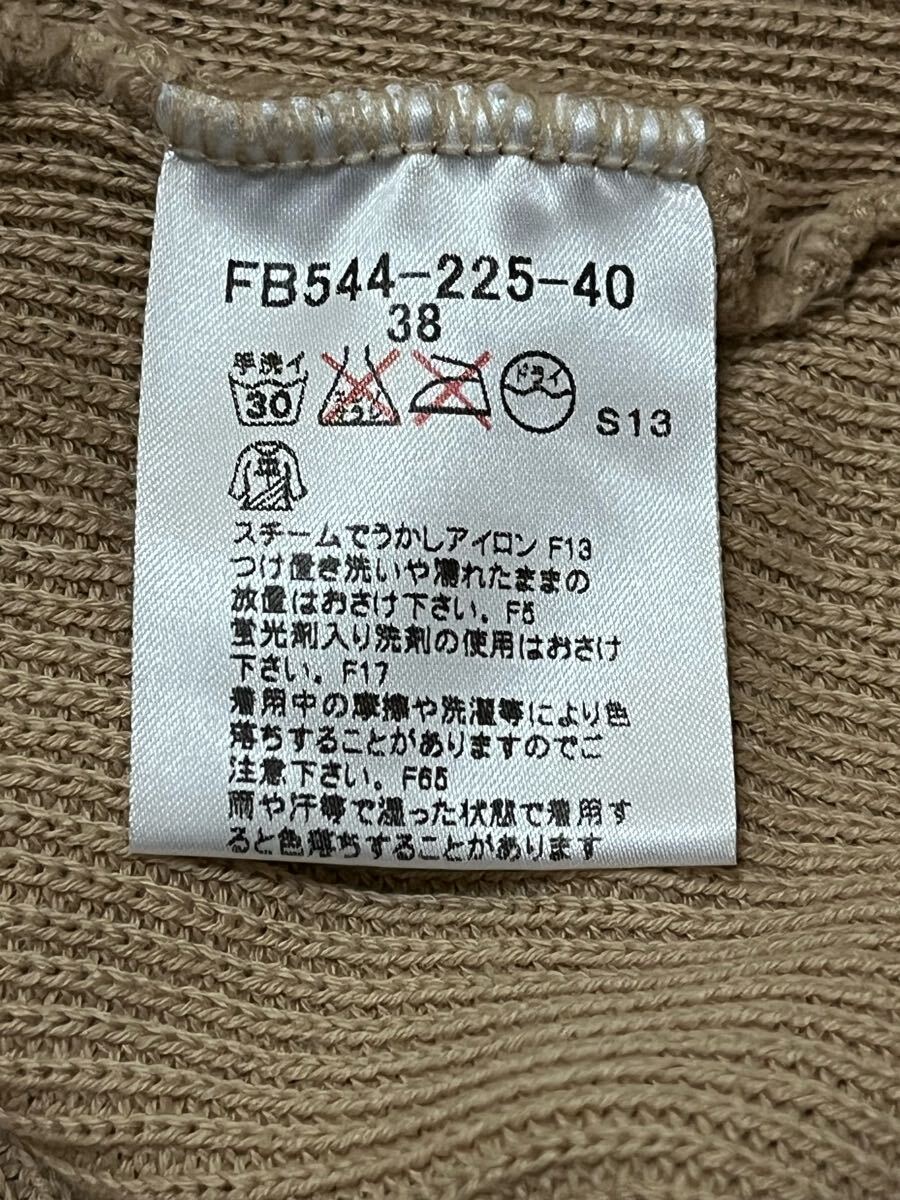 FB544-225-40
38
手洗イ
30
エンソ
サラシ
ドライ
S13
スチームでうかしアイロン F13
つけ置き洗いや濡れたままの
放置はおさけ下さい。F5
蛍光剤入り洗剤の使用はおさけ
下さい。F17
着用中の摩擦や洗濯等により色
落ちすることがありますのでご
注意下さい。F65
雨や汗等で湿った状態で着用す
ると色落ちすることがあります